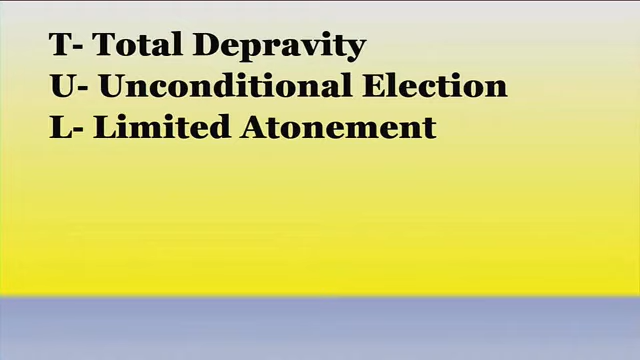 T- Total Depravity
U- Unconditional Election
L- Limited Atonement